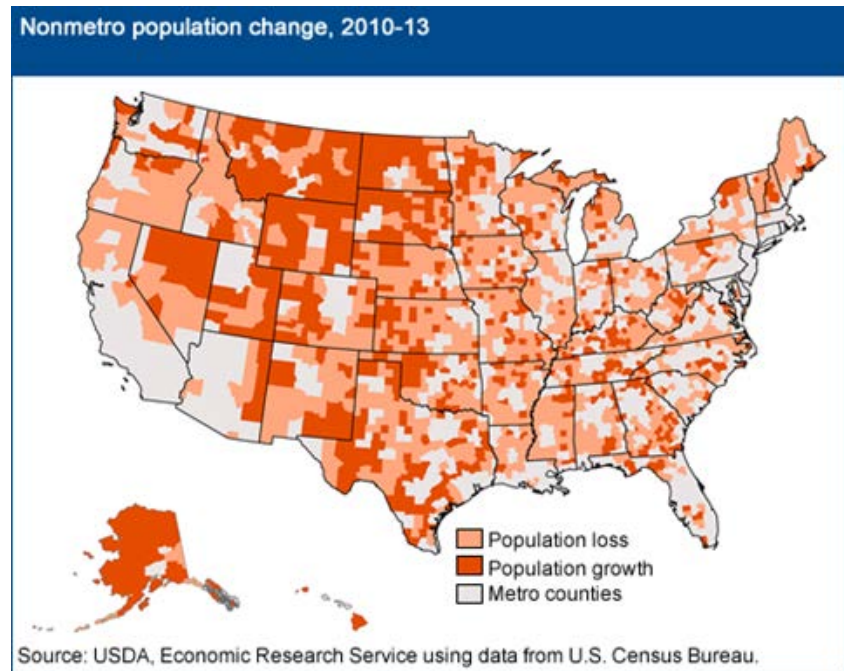 Nonmetro population change, 2010-13
Population loss
Population growth
Metro counties
Source: USDA, Economic Research Service using data from U.S. Census Bureau.